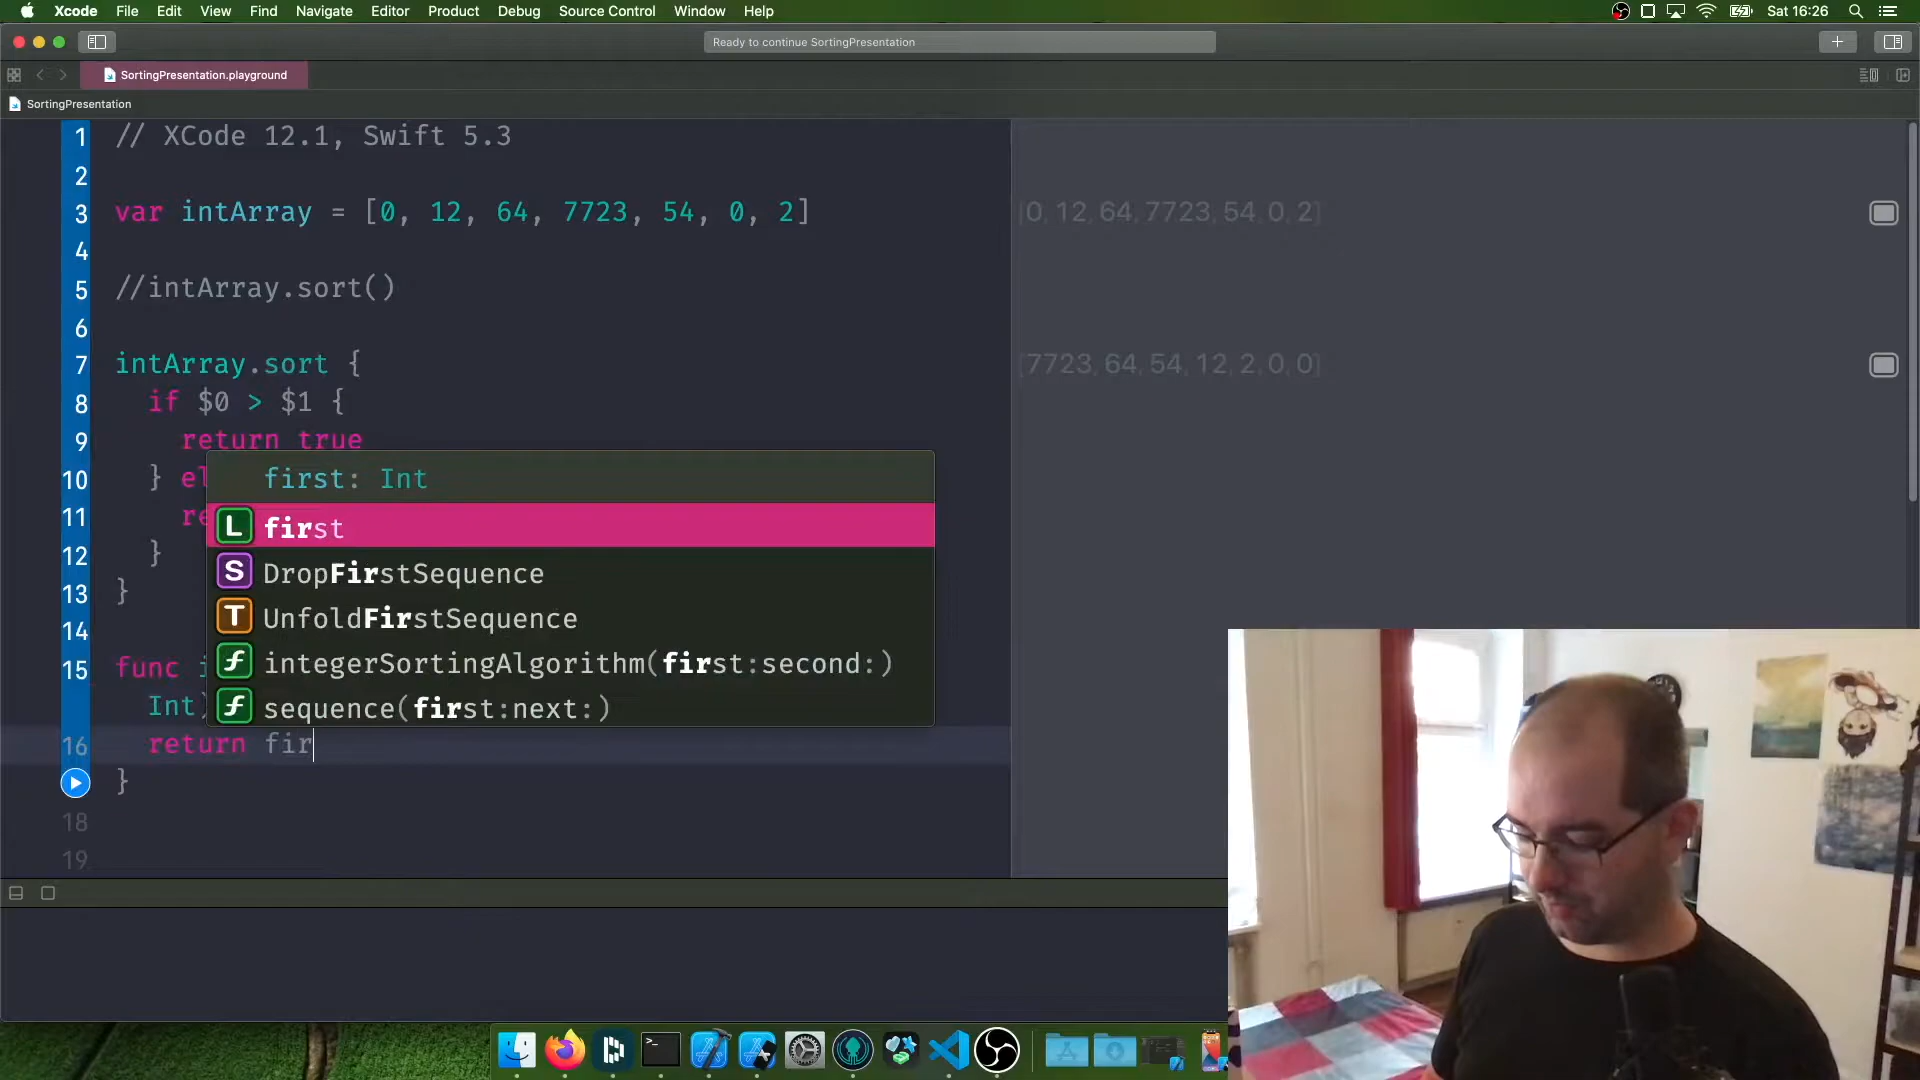 Xcode File Edit View Find Navigate Editor Product Debug Source Control Window Help Sat 16:26
Ready to continue SortingPresentation
SortingPresentation.playground
SortingPresentation
1 // XCode 12.1, Swift 5.3
2
3 var intArray = [0, 12, 64, 7723, 54, 0, 2] [0, 12, 64, 7723, 54, 0, 2]
4
5 //intArray.sort()
6
7 intArray.sort { [7723, 64, 54, 12, 2, 0, 0]
8 if $0 > $1 {
9 return true
10 } el
first: Int
11 re
L first
12 }
S DropFirstSequence
13 }
T UnfoldFirstSequence
14
f integerSortingAlgorithm(first:second:)
15 func i
Int)
f sequence(first:next:)
16 return fir
}
18
19